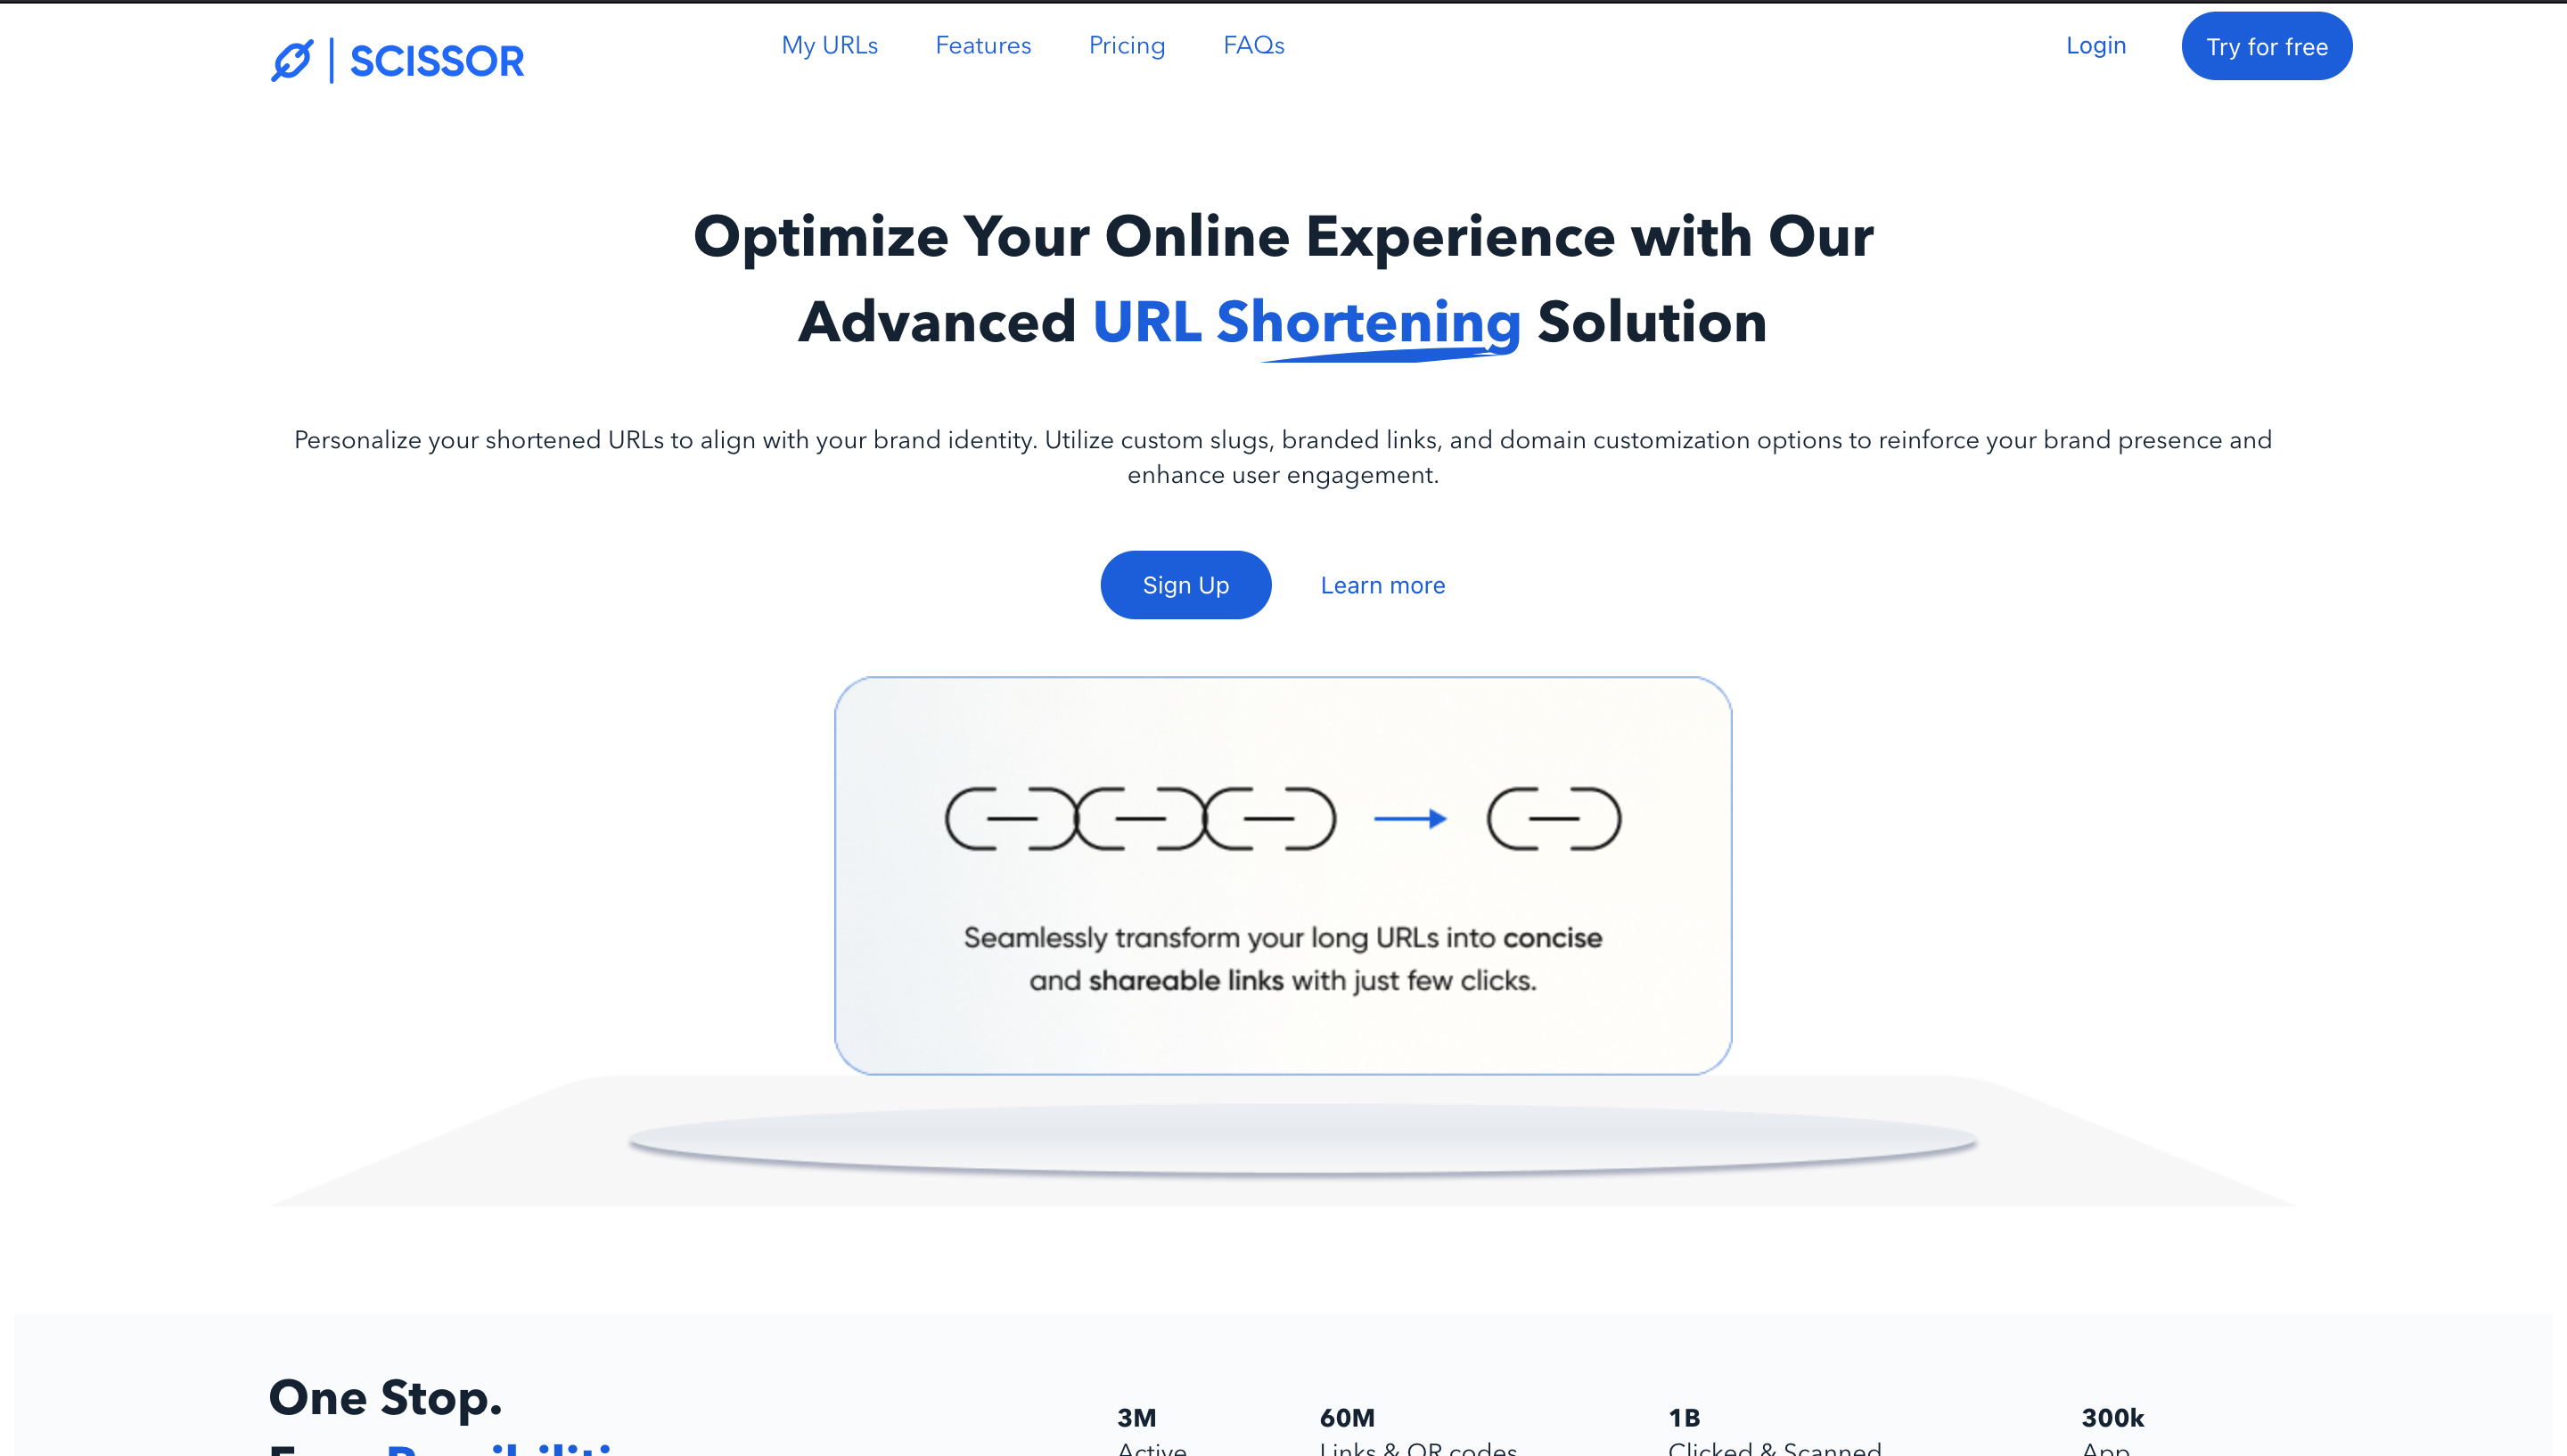 SCISSOR
My URLs
Features
Pricing
FAQs
Login
Try for free
Optimize Your Online Experience with Our
Advanced URL Shortening Solution
Personalize your shortened URLs to align with your brand identity. Utilize custom slugs, branded links, and domain customization options to reinforce your brand presence and
enhance user engagement.
Sign Up
Learn more
Seamlessly transform your long URLs into concise
and shareable links with just few clicks.
One Stop.
3M
60M
1B
300k
Active
Links & QR codes
Clicked & Scanned
App